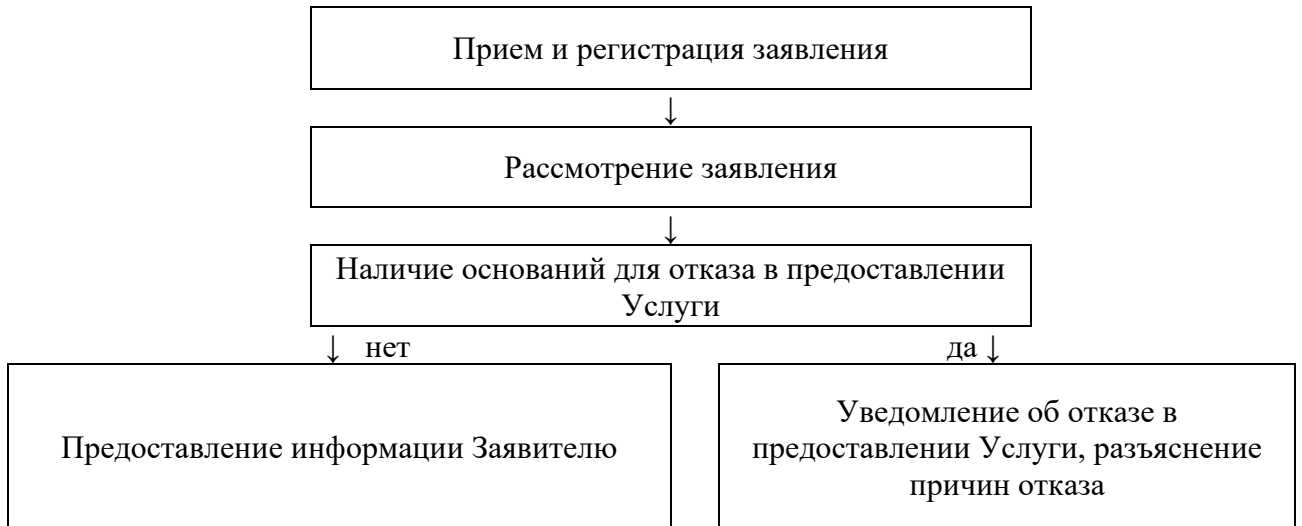 Прием и регистрация заявления
↓
Рассмотрение заявления
↓
Наличие оснований для отказа в предоставлении
Услуги
↓ нет
да ↓
Предоставление информации Заявителю
Уведомление об отказе в
предоставлении Услуги, разъяснение
причин отказа